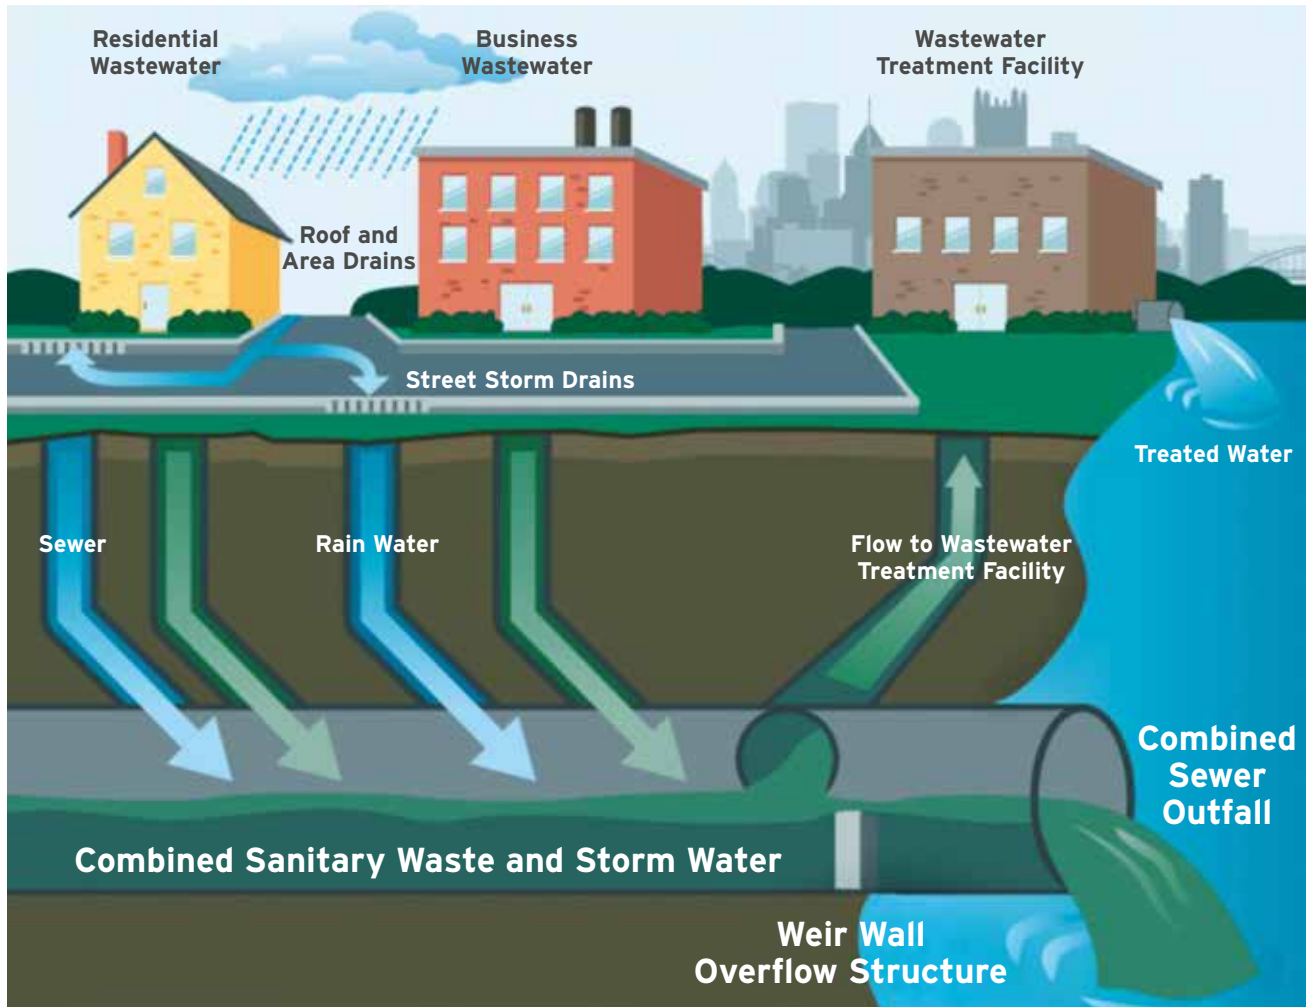 Residential
Wastewater
Business
Wastewater
Wastewater
Treatment Facility
Roof and
Area Drains
Street Storm Drains
Treated Water
Sewer
Rain Water
Flow to Wastewater
Treatment Facility
Combined
Sewer
Outfall
Combined Sanitary Waste and Storm Water
Weir Wall
Overflow Structure